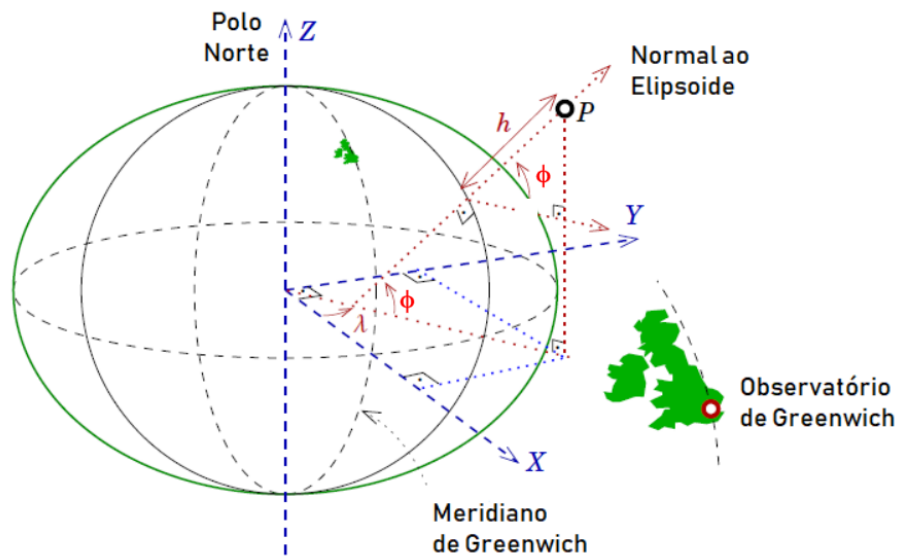 Polo
Norte
Z
Normal ao
Elipsoide
P
h
ϕ
Y
ϕ
λ
X
Observatório
de Greenwich
Meridiano
de Greenwich